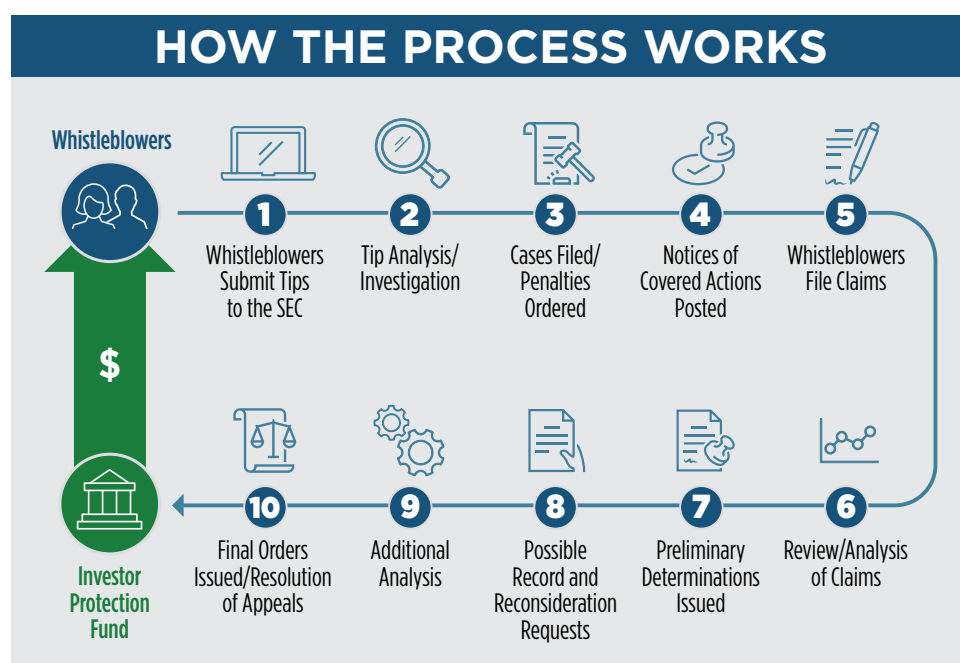 HOW THE PROCESS WORKS
Whistleblowers
1
Whistleblowers
Submit Tips
to the SEC
2
Tip Analysis/
Investigation
3
Cases Filed/
Penalties
Ordered
4
Notices of
Covered Actions
Posted
5
Whistleblowers
File Claims
$
6
Review/Analysis
of Claims
7
Preliminary
Determinations
Issued
8
Possible
Record and
Reconsideration
Requests
9
Additional
Analysis
10
Final Orders
Issued/Resolution
of Appeals
Investor
Protection
Fund